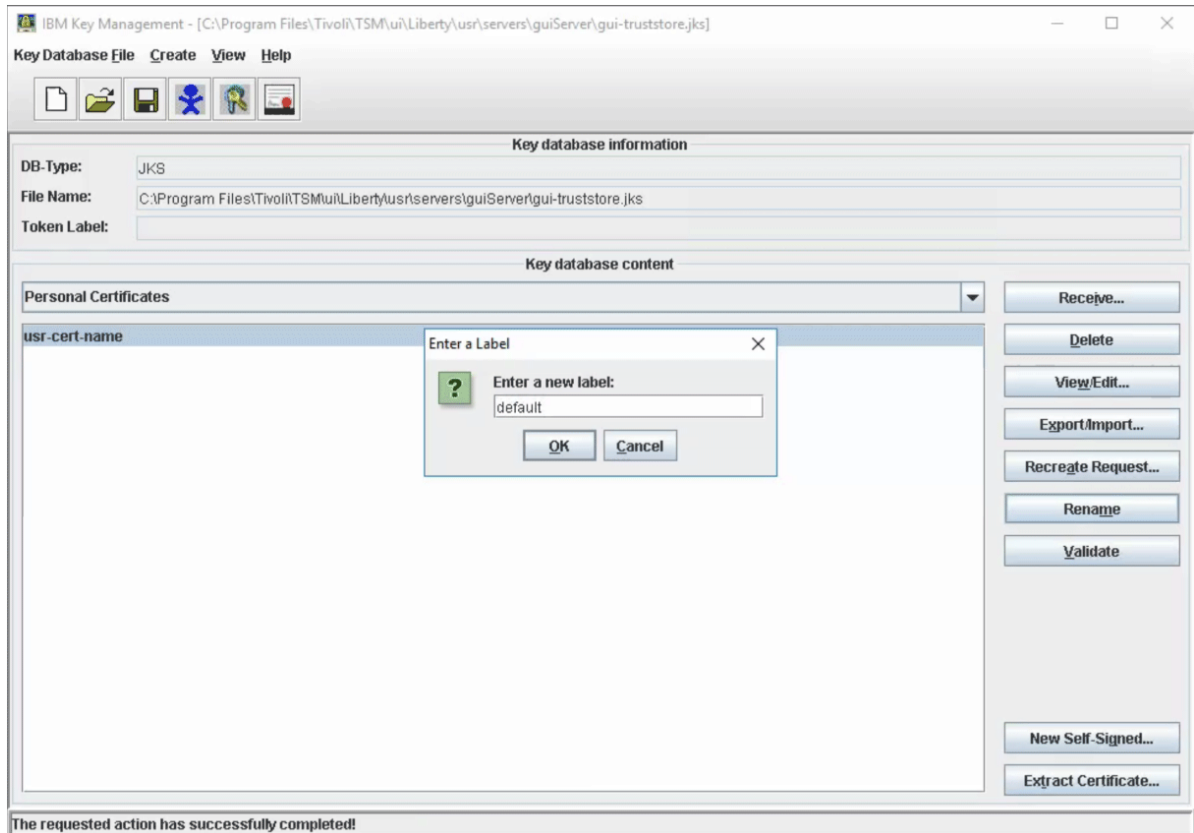 IBM Key Management - [C:\Program Files\Tivoli\TSM\ui\Liberty\usr\servers\guiServer\gui-truststore.jks]
Key Database File Create View Help
Key database information
DB-Type: JKS
File Name: C:\Program Files\Tivoli\TSM\ui\Liberty\usr\servers\guiServer\gui-truststore.jks
Token Label:
Key database content
Personal Certificates
usr-cert-name
Enter a Label
Enter a new label:
default
OK Cancel
Receive...
Delete
View/Edit...
Export/Import...
Recreate Request...
Rename
Validate
New Self-Signed...
Extract Certificate...
The requested action has successfully completed!